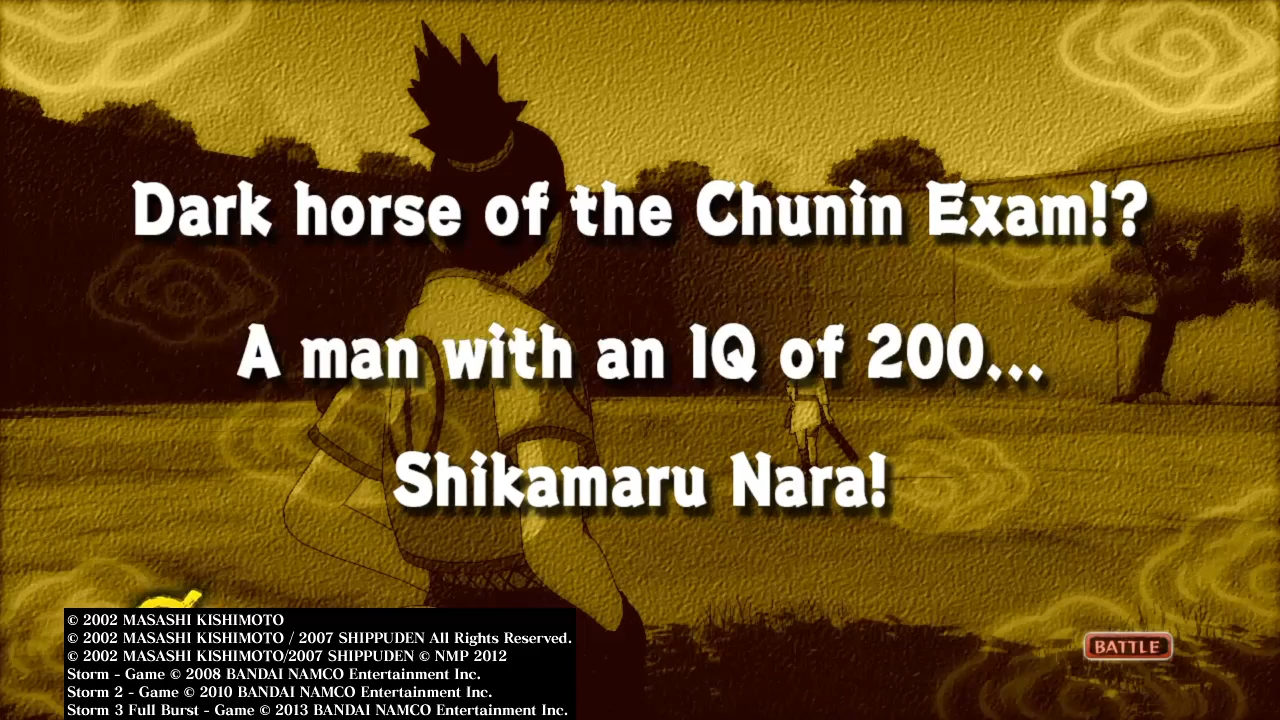 Dark horse of the Chunin Exam!?
A man with an IQ of 200...
Shikamaru Nara!
BATTLE
© 2002 MASASHI KISHIMOTO
© 2002 MASASHI KISHIMOTO / 2007 SHIPPUDEN All Rights Reserved.
© 2002 MASASHI KISHIMOTO/2007 SHIPPUDEN © NMP 2012
Storm - Game © 2008 BANDAI NAMCO Entertainment Inc.
Storm 2 - Game © 2010 BANDAI NAMCO Entertainment Inc.
Storm 3 Full Burst - Game © 2013 BANDAI NAMCO Entertainment Inc.